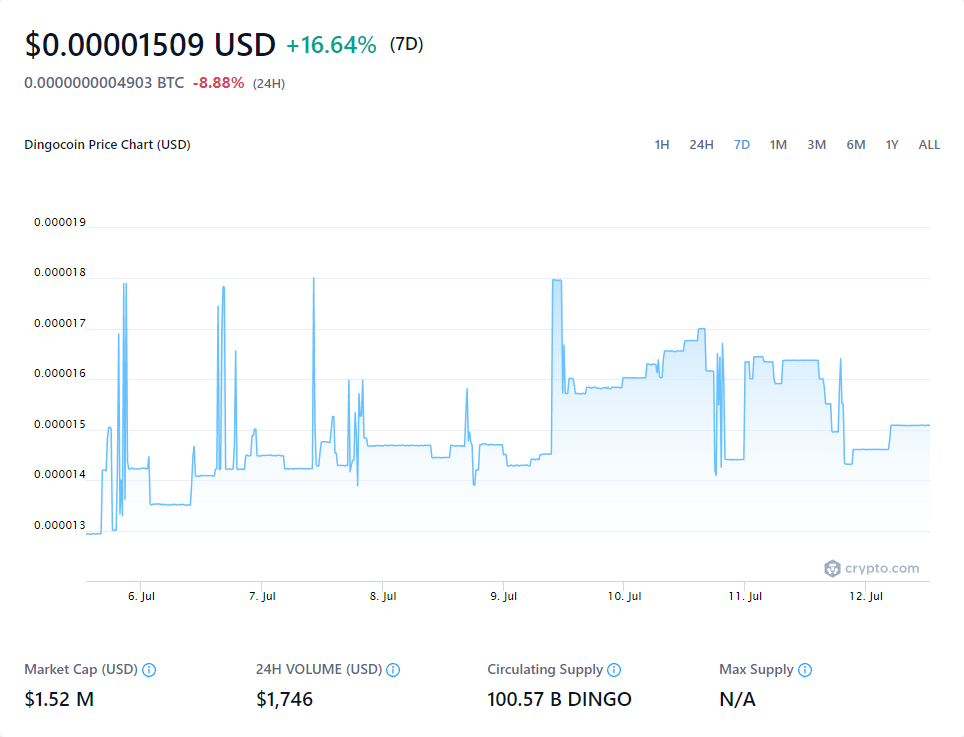 $0.00001509 USD +16.64% (7D)
0.0000000004903 BTC -8.88% (24H)
Dingocoin Price Chart (USD) 1H 24H 7D 1M 3M 6M 1Y ALL
0.000019
0.000018
0.000017
0.000016
0.000015
0.000014
0.000013
crypto.com
6. Jul 7. Jul 8. Jul 9. Jul 10. Jul 11. Jul 12. Jul
Market Cap (USD) 24H VOLUME (USD) Circulating Supply Max Supply
$1.52 M $1,746 100.57 B DINGO N/A